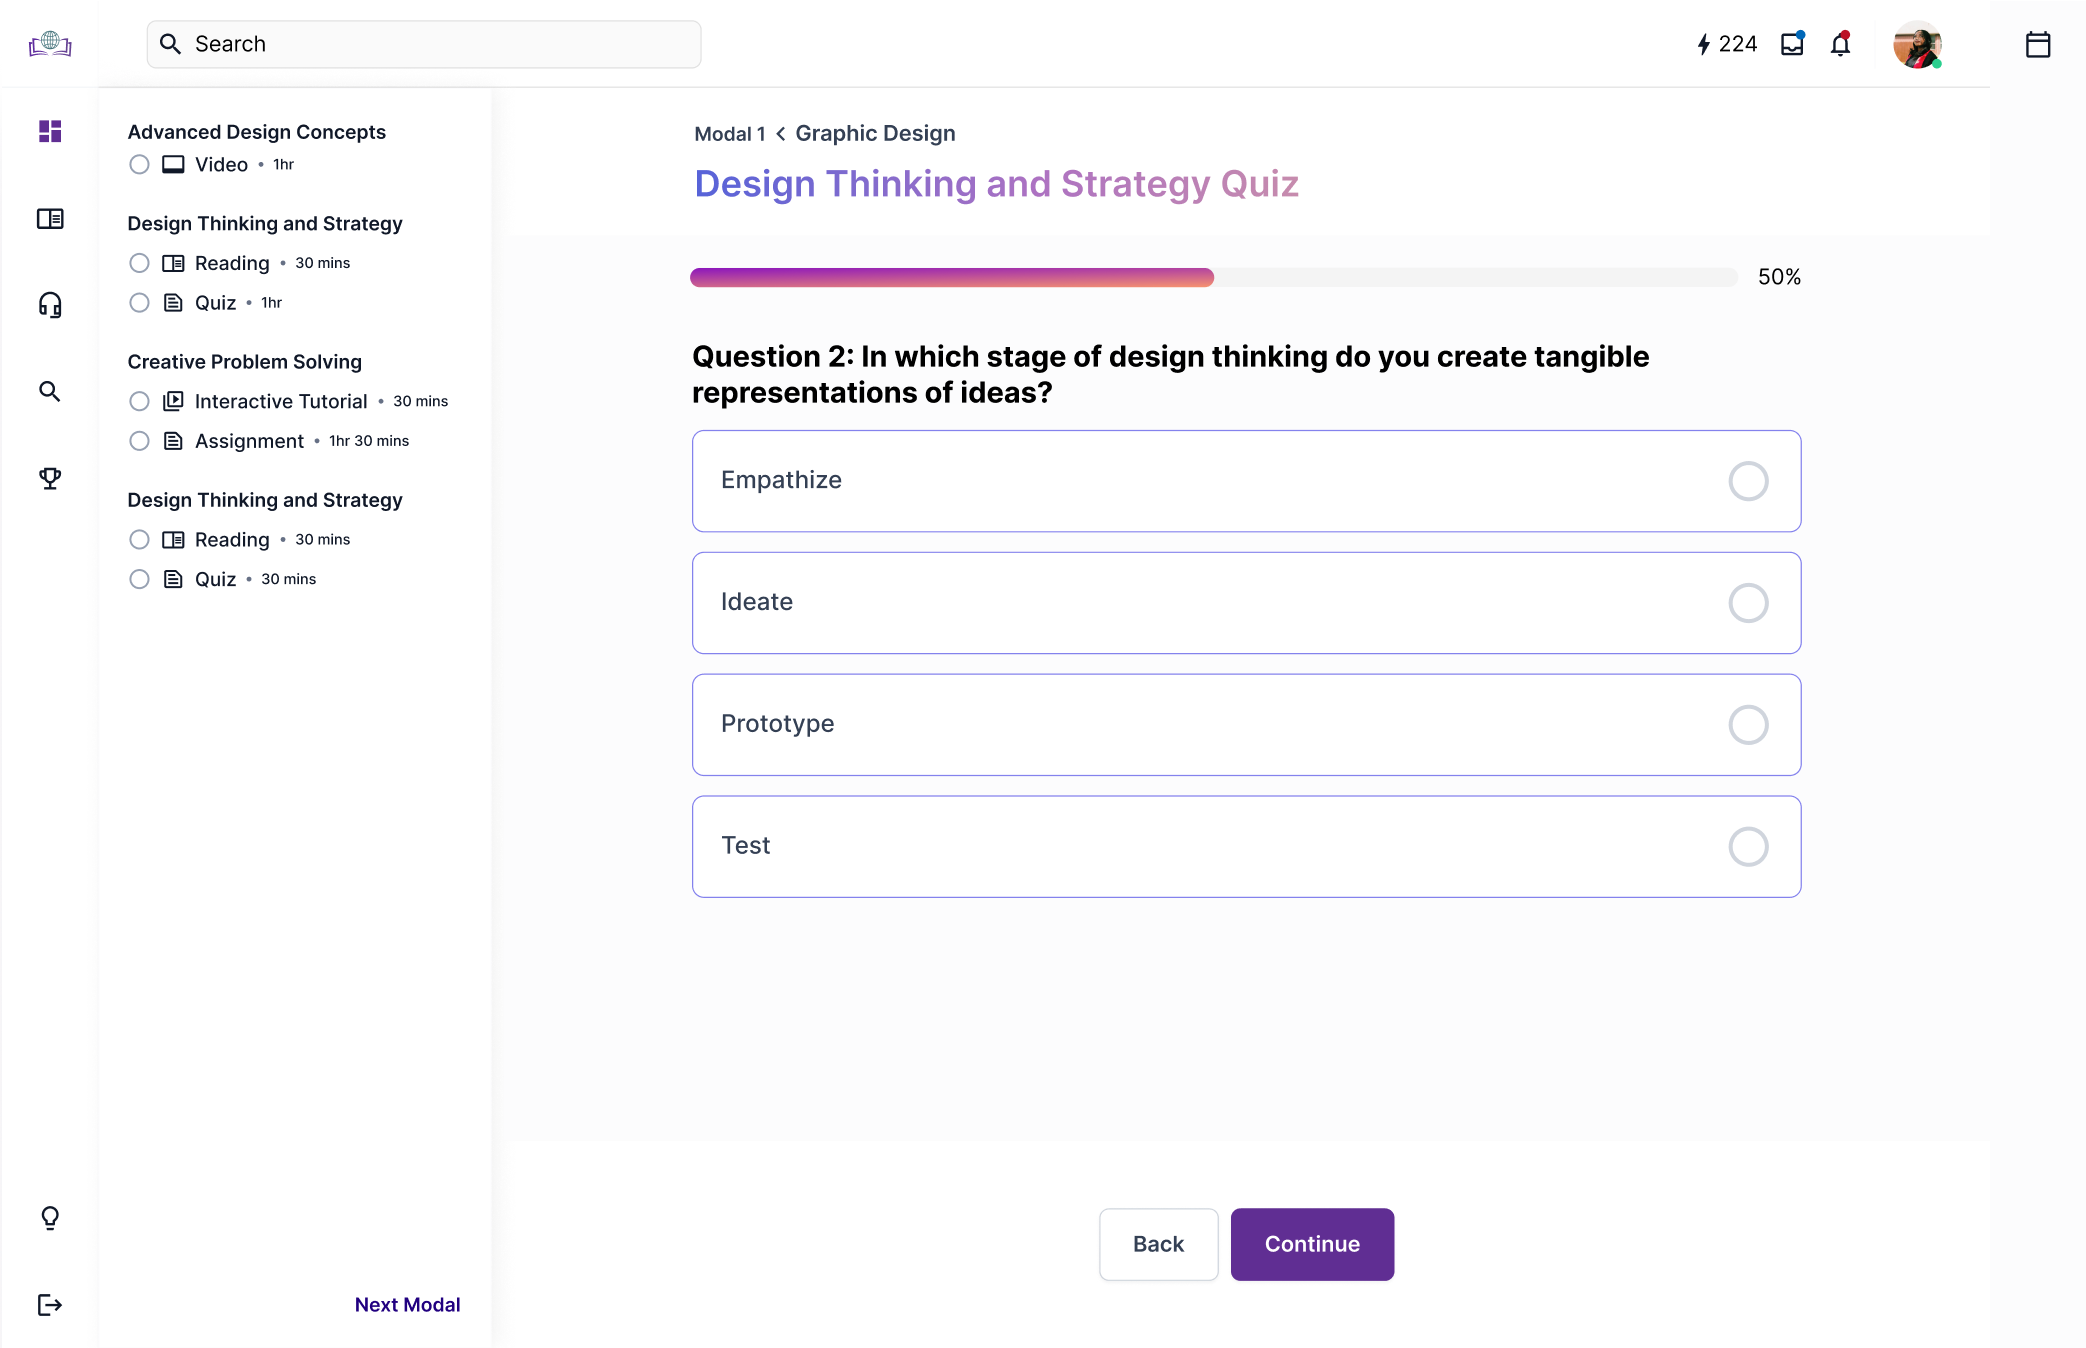 Search
224
Advanced Design Concepts
Video • 1hr
Design Thinking and Strategy
Reading • 30 mins
Quiz • 1hr
Creative Problem Solving
Interactive Tutorial • 30 mins
Assignment • 1hr 30 mins
Design Thinking and Strategy
Reading • 30 mins
Quiz • 30 mins
Next Modal
Modal 1 < Graphic Design
Design Thinking and Strategy Quiz
50%
Question 2: In which stage of design thinking do you create tangible
representations of ideas?
Empathize
Ideate
Prototype
Test
Back
Continue